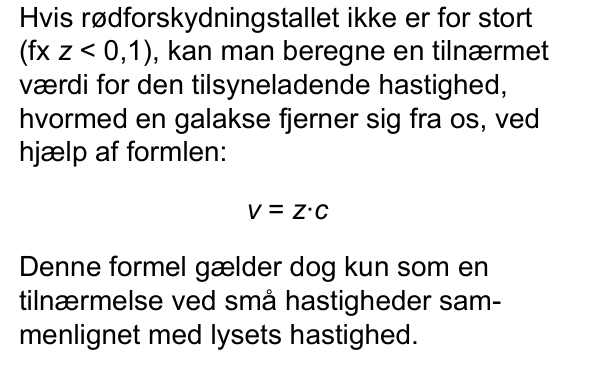 Hvis rødforskydningstallet ikke er for stort
(fx z < 0,1), kan man beregne en tilnærmet
værdi for den tilsyneladende hastighed,
hvormed en galakse fjerner sig fra os, ved
hjælp af formlen:
v = z·c
Denne formel gælder dog kun som en
tilnærmelse ved små hastigheder sam-
menlignet med lysets hastighed.